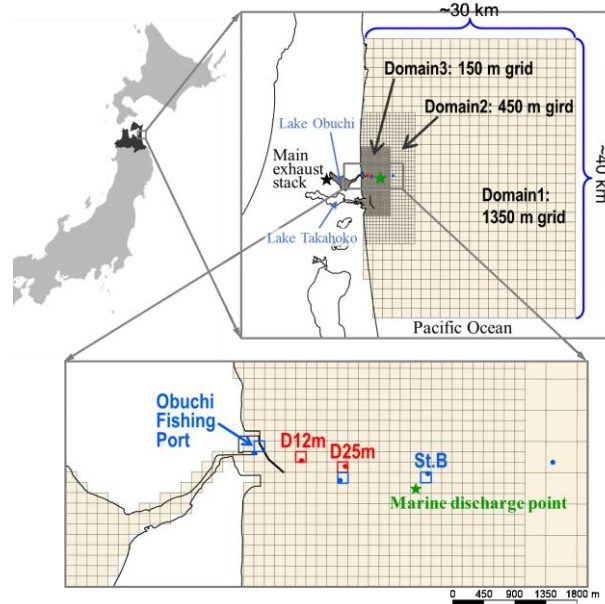 ~30 km
Domain3: 150 m grid
Domain2: 450 m gird
Lake Obuchi
Main
exhaust
stack
~40 km
Domain1:
1350 m grid
Lake Takahoko
Pacific Ocean
Obuchi
Fishing
Port
D12m
D25m
St.B
Marine discharge point
0 450 900 1350 1800 m